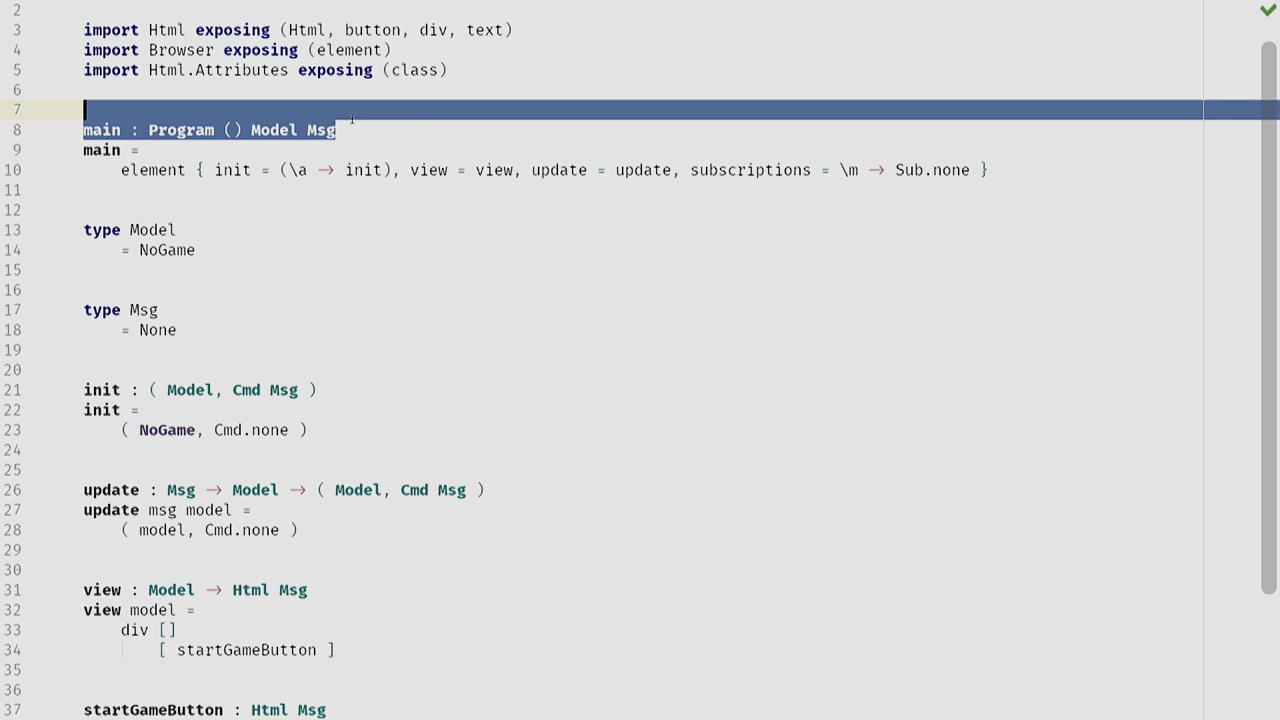 2
3 import Html exposing (Html, button, div, text)
4 import Browser exposing (element)
5 import Html.Attributes exposing (class)
6
7
8 main : Program () Model Msg
9 main =
10 element { init = (\a → init), view = view, update = update, subscriptions = \m → Sub.none }
11
12
13 type Model
14 = NoGame
15
16
17 type Msg
18 = None
19
20
21 init : ( Model, Cmd Msg )
22 init =
23 ( NoGame, Cmd.none )
24
25
26 update : Msg → Model → ( Model, Cmd Msg )
27 update msg model =
28 ( model, Cmd.none )
29
30
31 view : Model → Html Msg
32 view model =
33 div []
34 [ startGameButton ]
35
36
37 startGameButton : Html Msg